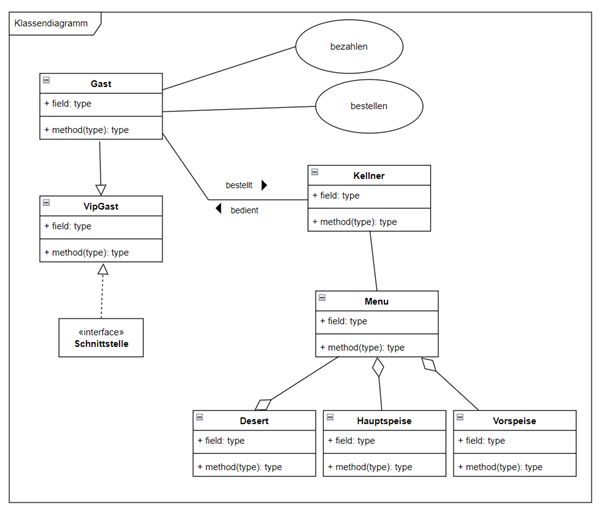 Klassendiagramm
bezahlen
Gast
+ field: type
+ method(type): type
bestellen
bestellt
bedient
Kellner
+ field: type
+ method(type): type
VipGast
+ field: type
+ method(type): type
«interface»
Schnittstelle
Menu
+ field: type
+ method(type): type
Desert
+ field: type
+ method(type): type
Hauptspeise
+ field: type
+ method(type): type
Vorspeise
+ field: type
+ method(type): type